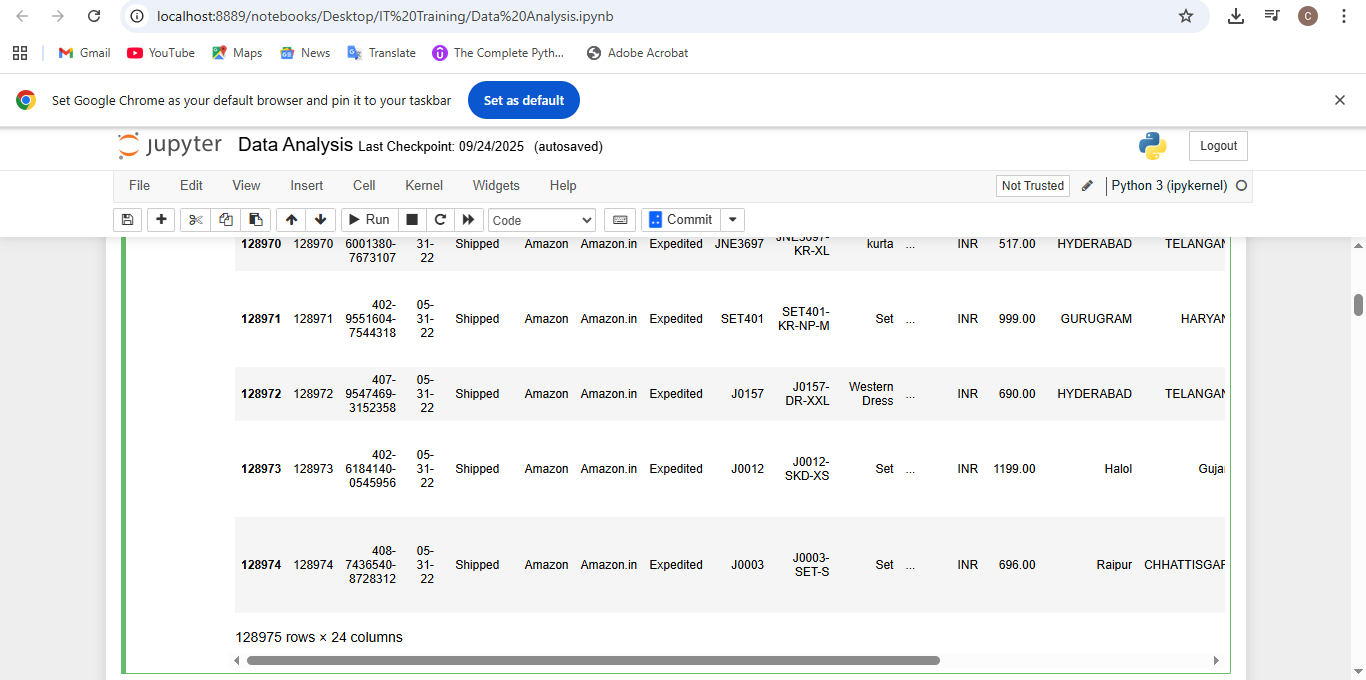 localhost:8889/notebooks/Desktop/IT%20Training/Data%20Analysis.ipynb
C
Gmail YouTube Maps News Translate The Complete Pyth... Adobe Acrobat
Set Google Chrome as your default browser and pin it to your taskbar Set as default
jupyter Data Analysis Last Checkpoint: 09/24/2025 (autosaved) Logout
File Edit View Insert Cell Kernel Widgets Help Not Trusted Python 3 (ipykernel)
Run Code Commit
128970 128970 6001380-7673107 31-22 Shipped Amazon Amazon.in Expedited JNE3697 JNE3697-KR-XL kurta ... INR 517.00 HYDERABAD TELANGAN
128971 128971 402-9551604-7544318 05-31-22 Shipped Amazon Amazon.in Expedited SET401 SET401-KR-NP-M Set ... INR 999.00 GURUGRAM HARYAN
128972 128972 407-9547469-3152358 05-31-22 Shipped Amazon Amazon.in Expedited J0157 J0157-DR-XXL Western Dress ... INR 690.00 HYDERABAD TELANGAN
128973 128973 402-6184140-0545956 05-31-22 Shipped Amazon Amazon.in Expedited J0012 J0012-SKD-XS Set ... INR 1199.00 Halol Gujar
128974 128974 408-7436540-8728312 05-31-22 Shipped Amazon Amazon.in Expedited J0003 J0003-SET-S Set ... INR 696.00 Raipur CHHATTISGAR
128975 rows × 24 columns